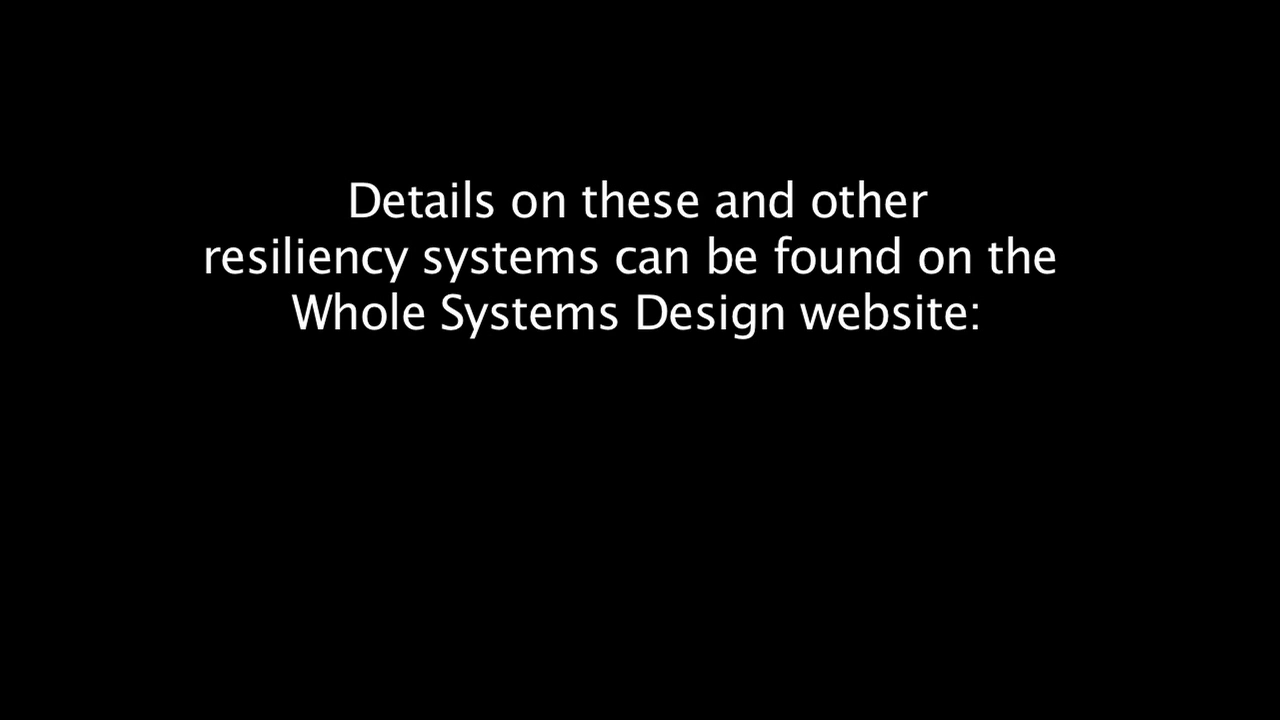 Details on these and other
resiliency systems can be found on the
Whole Systems Design website: